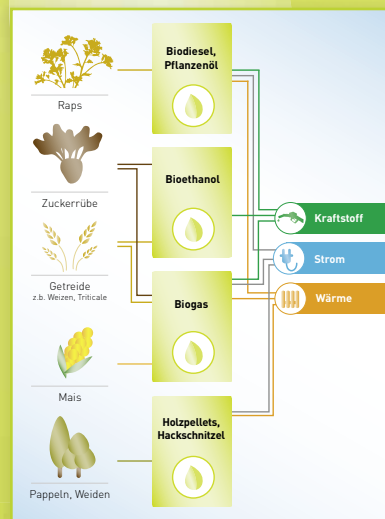 Biodiesel,
Pflanzenöl
Raps
Bioethanol
Zuckerrübe
Kraftstoff
Strom
Getreide
z.b. Weizen, Triticale
Biogas
Wärme
Mais
Holzpellets,
Hackschnitzel
Pappeln, Weiden